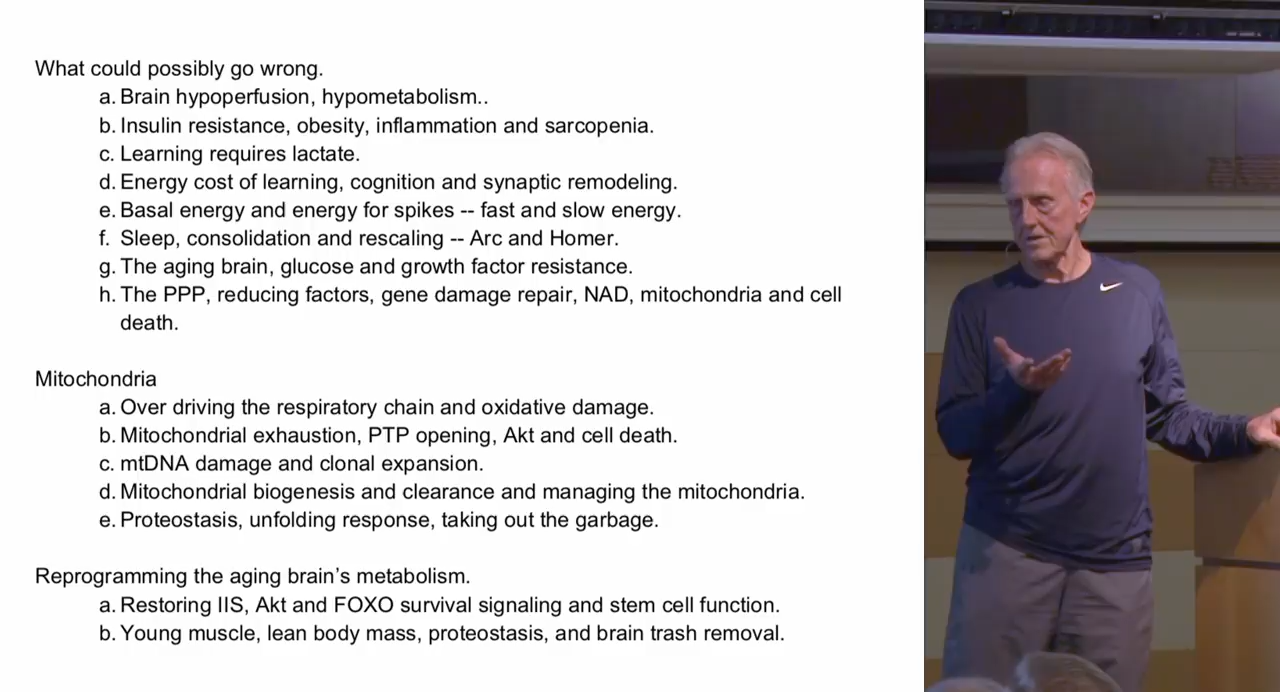 What could possibly go wrong.
a. Brain hypoperfusion, hypometabolism..
b. Insulin resistance, obesity, inflammation and sarcopenia.
c. Learning requires lactate.
d. Energy cost of learning, cognition and synaptic remodeling.
e. Basal energy and energy for spikes -- fast and slow energy.
f. Sleep, consolidation and rescaling -- Arc and Homer.
g. The aging brain, glucose and growth factor resistance.
h. The PPP, reducing factors, gene damage repair, NAD, mitochondria and cell
death.
Mitochondria
a. Over driving the respiratory chain and oxidative damage.
b. Mitochondrial exhaustion, PTP opening, Akt and cell death.
c. mtDNA damage and clonal expansion.
d. Mitochondrial biogenesis and clearance and managing the mitochondria.
e. Proteostasis, unfolding response, taking out the garbage.
Reprogramming the aging brain’s metabolism.
a. Restoring IIS, Akt and FOXO survival signaling and stem cell function.
b. Young muscle, lean body mass, proteostasis, and brain trash removal.